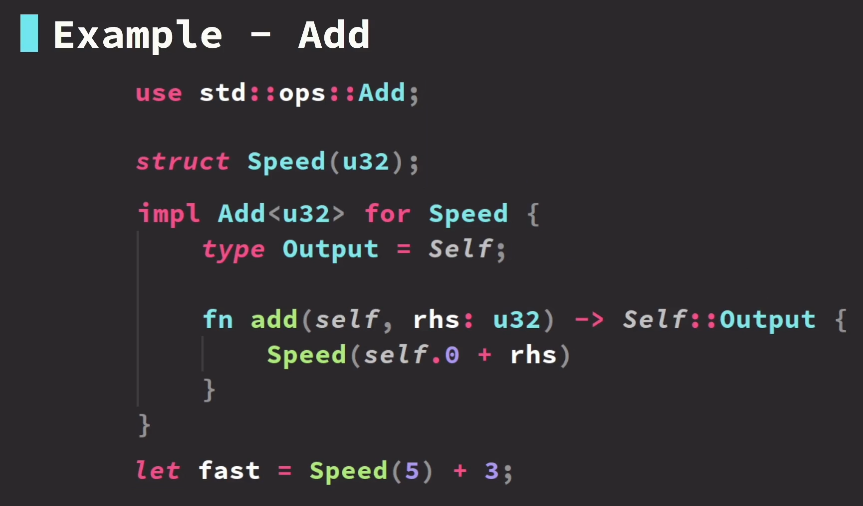 Example - Add
use std::ops::Add;
struct Speed(u32);
impl Add<u32> for Speed {
    type Output = Self;
    fn add(self, rhs: u32) -> Self::Output {
        Speed(self.0 + rhs)
    }
}
let fast = Speed(5) + 3;